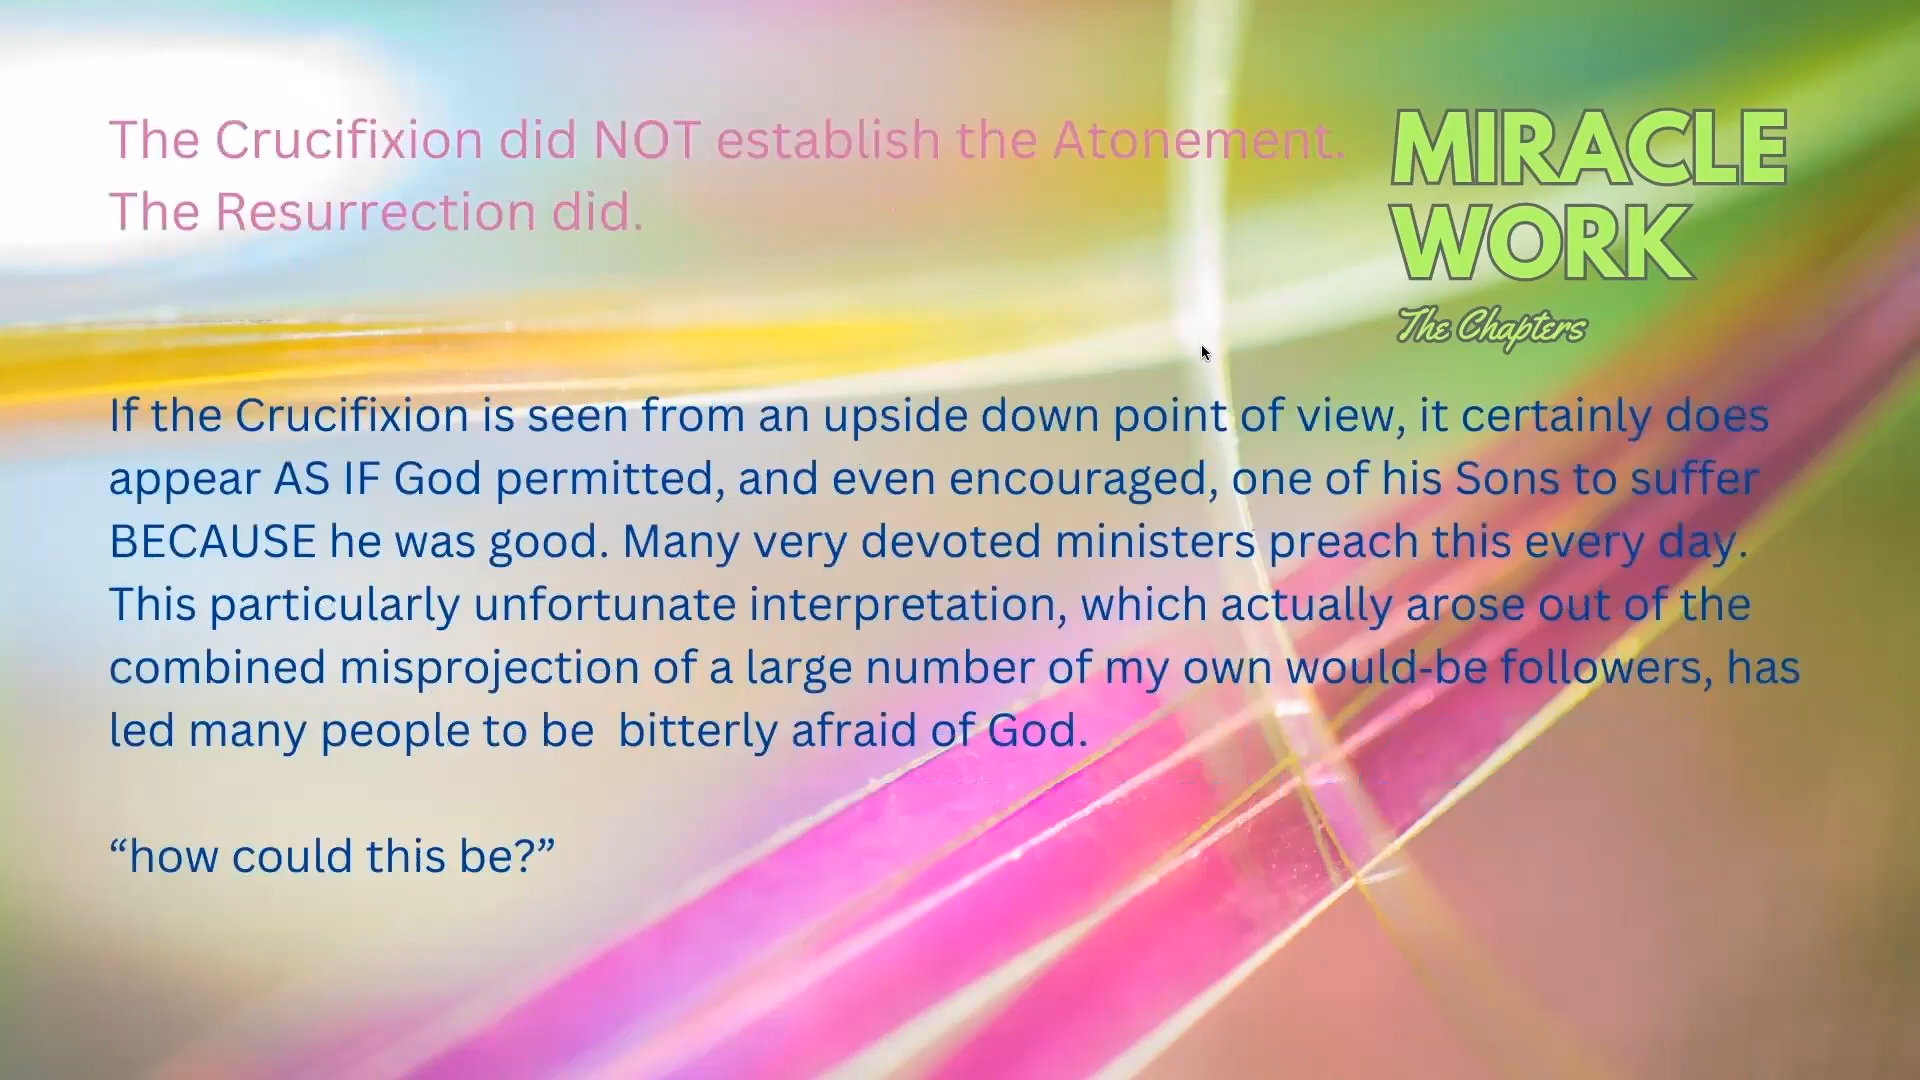 The Crucifixion did NOT establish the Atonement.
The Resurrection did.
MIRACLE
WORK
The Chapters
If the Crucifixion is seen from an upside down point of view, it certainly does
appear AS IF God permitted, and even encouraged, one of his Sons to suffer
BECAUSE he was good. Many very devoted ministers preach this every day.
This particularly unfortunate interpretation, which actually arose out of the
combined misprojection of a large number of my own would-be followers, has
led many people to be  bitterly afraid of God.
“how could this be?”